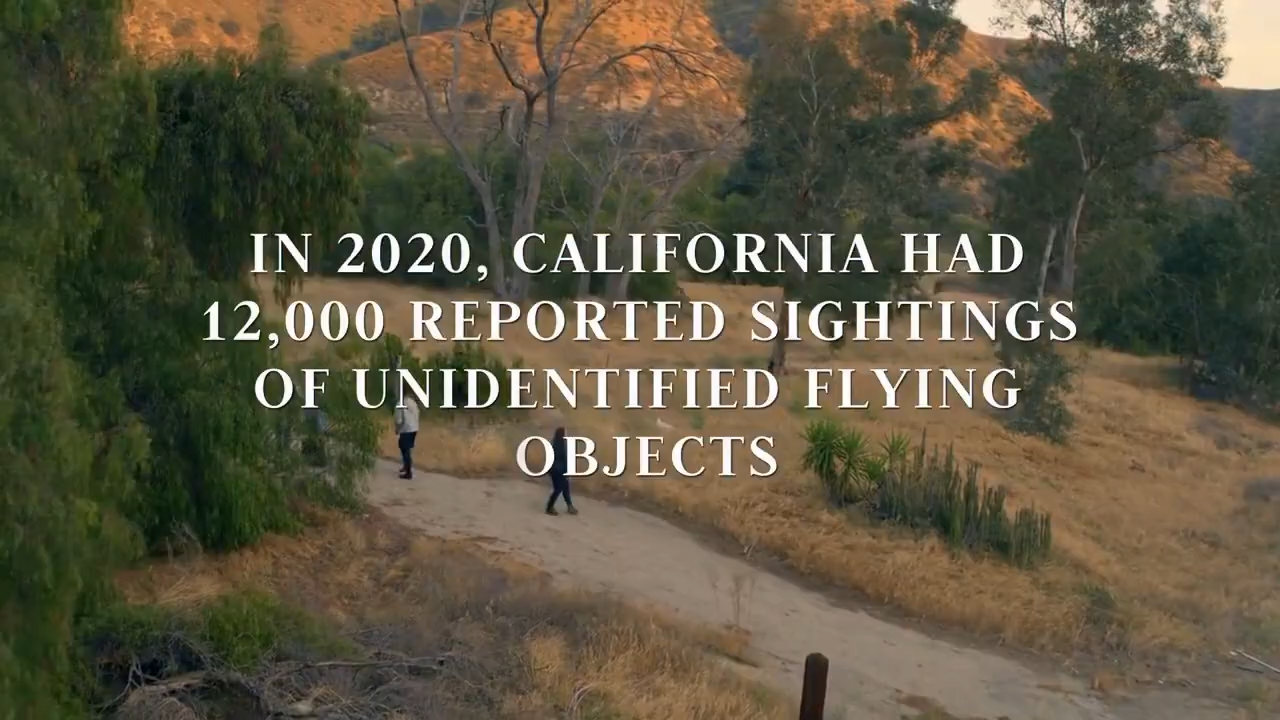 IN 2020, CALIFORNIA HAD
12,000 REPORTED SIGHTINGS
OF UNIDENTIFIED FLYING
OBJECTS